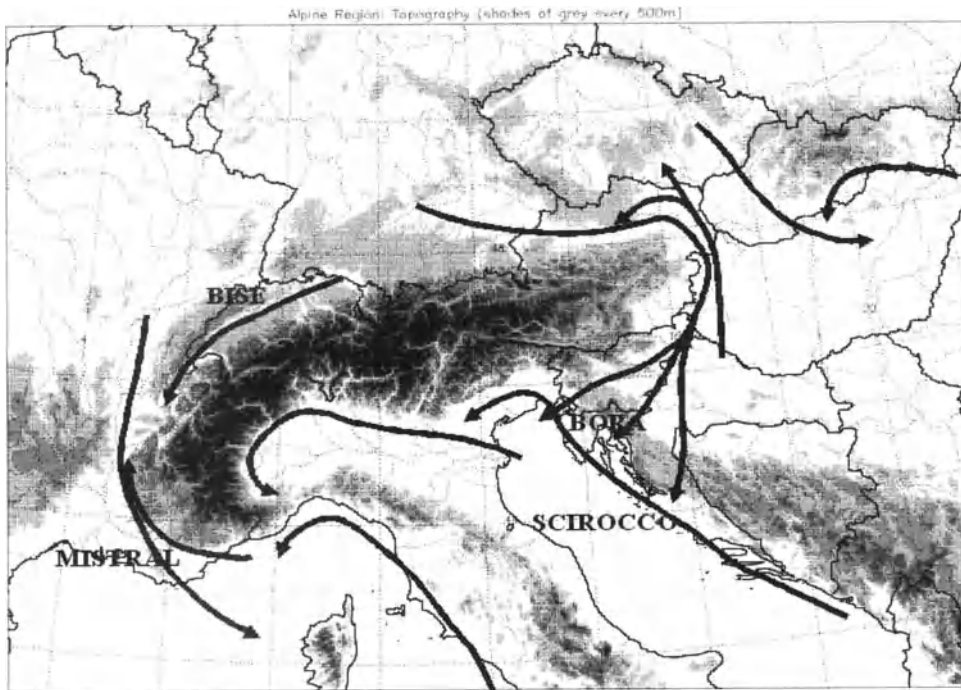 Alpine Region: Topography (shades of grey every 500m)
BISE
BORA
SCIROCCO
MISTRAL